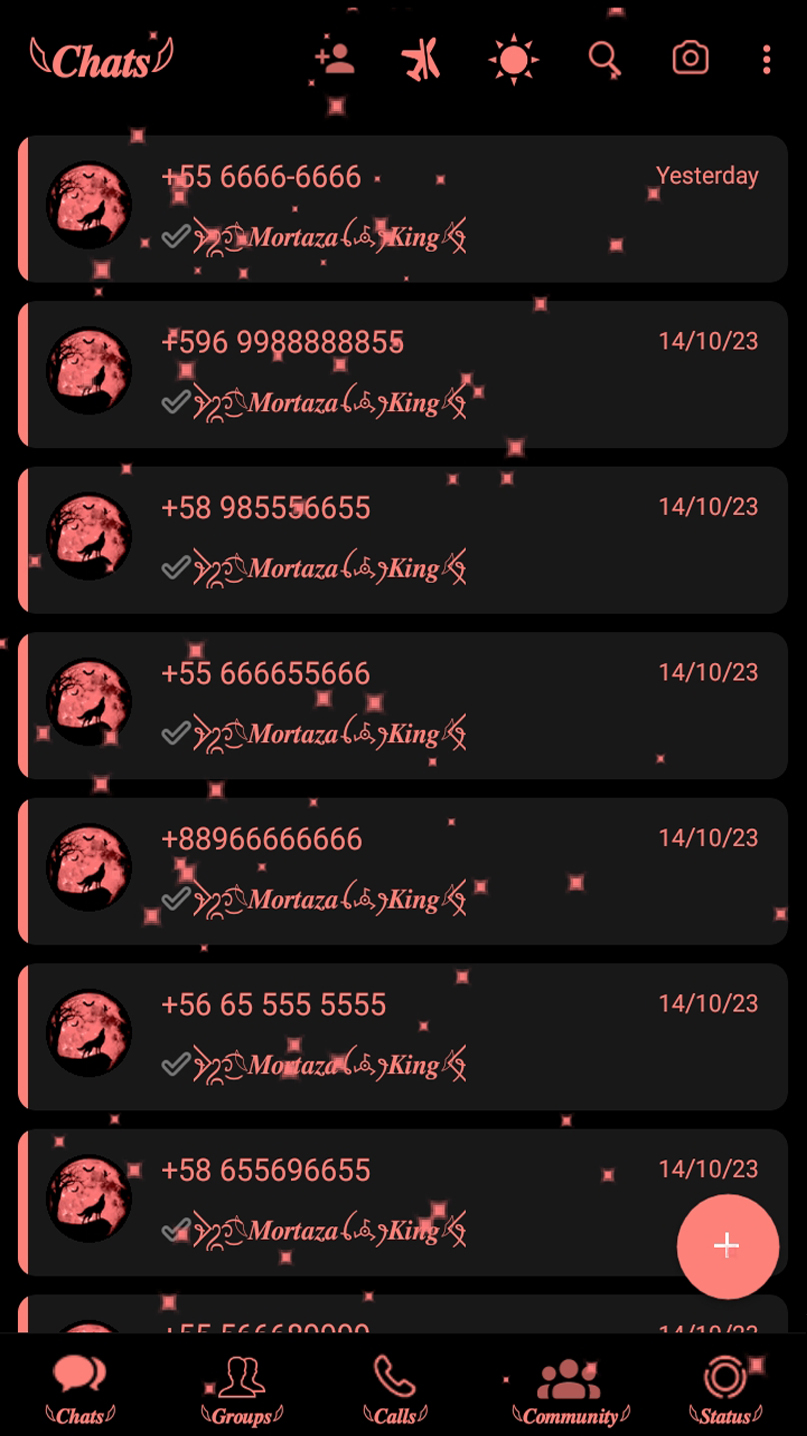 Chats
+55 6666-6666
Yesterday
Mortaza King
+596 9988888855
14/10/23
Mortaza King
+58 985556655
14/10/23
Mortaza King
+55 666655666
14/10/23
Mortaza King
+88966666666
14/10/23
Mortaza King
+56 65 555 5555
14/10/23
Mortaza King
+58 655696655
14/10/23
Mortaza King
Chats
Groups
Calls
Community
Status